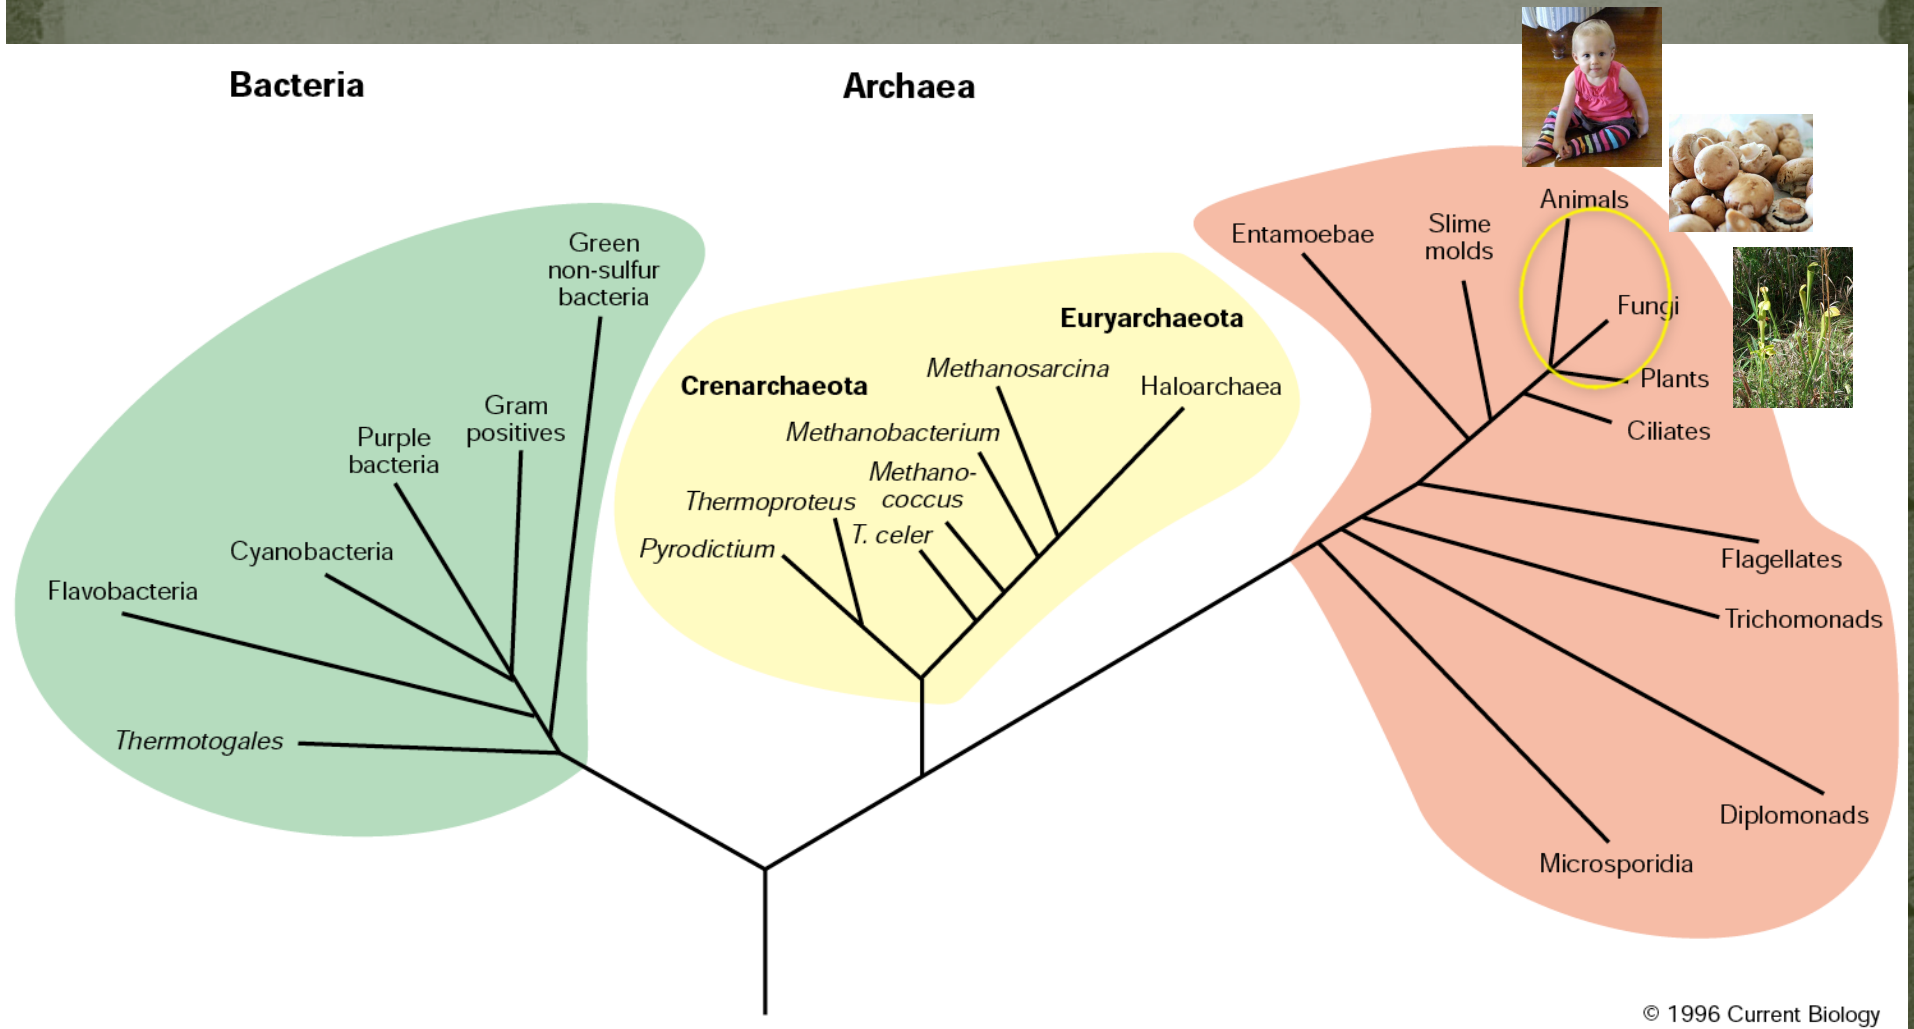 Bacteria
Archaea
Green
non-sulfur
bacteria
Gram
positives
Purple
bacteria
Cyanobacteria
Flavobacteria
Thermotogales
Euryarchaeota
Crenarchaeota
Methanosarcina
Haloarchaea
Methanobacterium
Methano-
coccus
Thermoproteus
T. celer
Pyrodictium
Animals
Slime
molds
Entamoebae
Fungi
Plants
Ciliates
Flagellates
Trichomonads
Diplomonads
Microsporidia
© 1996 Current Biology